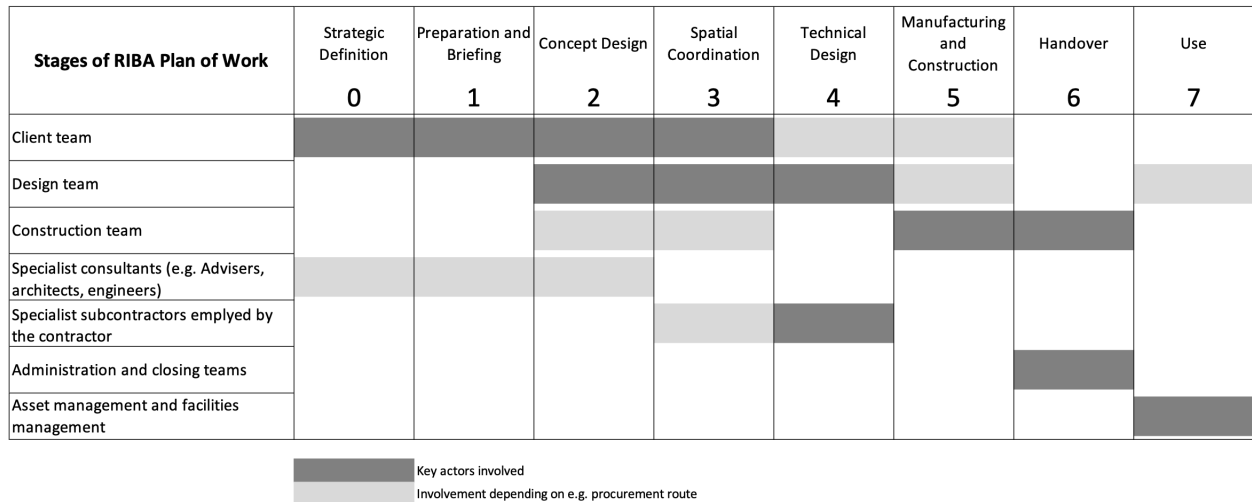 Stages of RIBA Plan of Work
Strategic
Definition
0
Preparation and
Briefing
1
Concept Design
2
Spatial
Coordination
3
Technical
Design
4
Manufacturing
and
Construction
5
Handover
6
Use
7
Client team
Design team
Construction team
Specialist consultants (e.g. Advisers,
architects, engineers)
Specialist subcontractors emplyed by
the contractor
Administration and closing teams
Asset management and facilities
management
Key actors involved
Involvement depending on e.g. procurement route